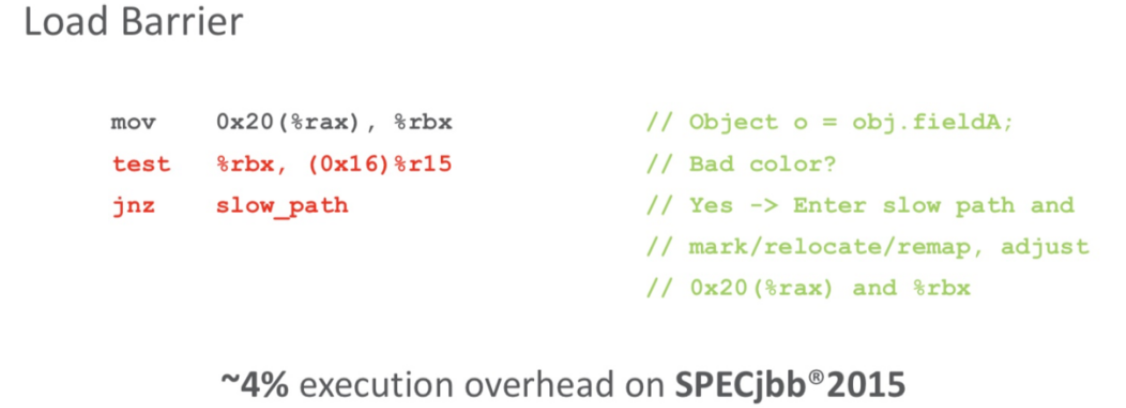 Load Barrier
mov 0x20(%rax), %rbx // Object o = obj.fieldA;
test %rbx, (0x16)%r15 // Bad color?
jnz slow_path // Yes -> Enter slow path and
// mark/relocate/remap, adjust
// 0x20(%rax) and %rbx
~4% execution overhead on SPECjbb®2015